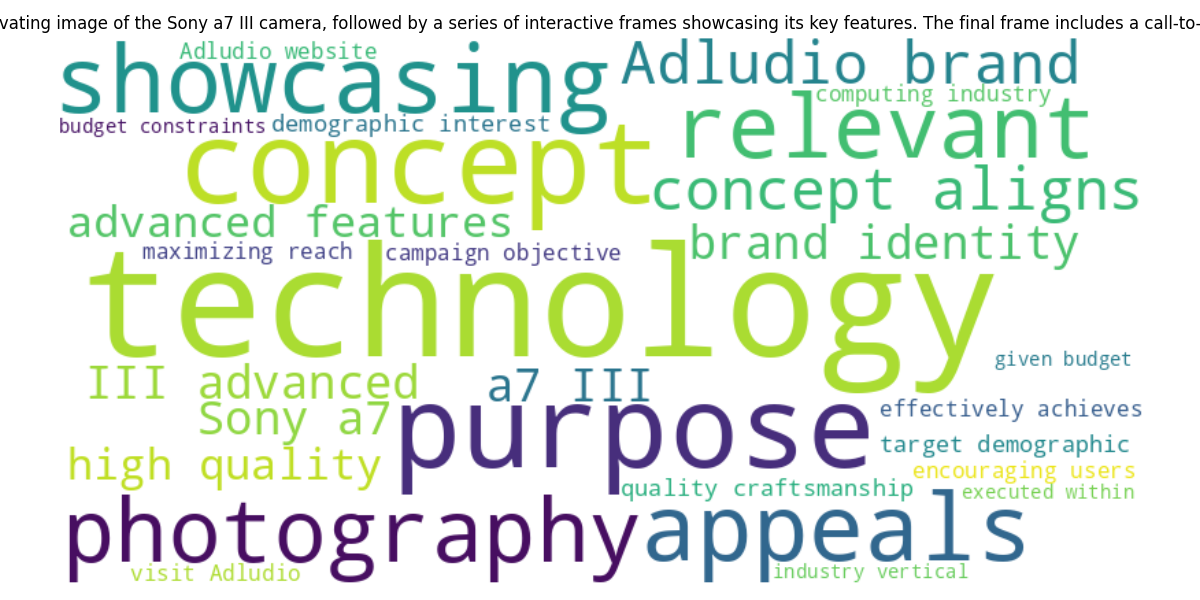 vating image of the Sony a7 III camera, followed by a series of interactive frames showcasing its key features. The final frame includes a call-to-
Adludio website
showcasing
Adludio brand
computing industry
budget constraints
demographic interest
relevant
concept
concept aligns
advanced features
brand identity
maximizing reach
campaign objective
technology
given budget
III advanced
a7 III
Sony a7
purpose
effectively achieves
target demographic
high quality
encouraging users
quality craftsmanship
executed within
photography
appeals
visit Adludio
industry vertical